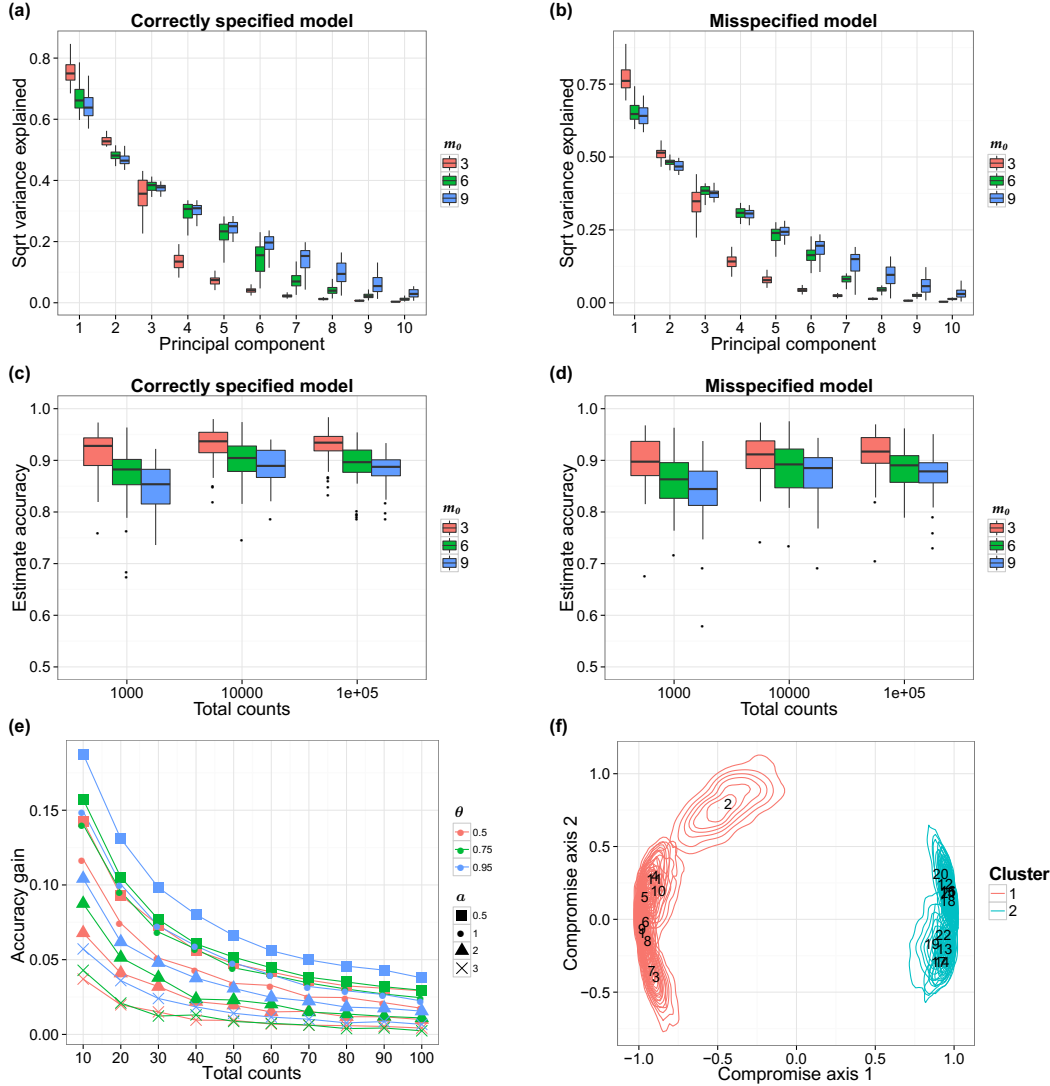 (a)
Correctly specified model
Sqrt variance explained
0.8
0.6
0.4
0.2
0.0
1 2 3 4 5 6 7 8 9 10
Principal component
m₀
3
6
9
(b)
Misspecified model
Sqrt variance explained
0.75
0.50
0.25
0.00
1 2 3 4 5 6 7 8 9 10
Principal component
m₀
3
6
9
(c)
Correctly specified model
Estimate accuracy
1.0
0.9
0.8
0.7
0.6
0.5
1000 10000 1e+05
Total counts
m₀
3
6
9
(d)
Misspecified model
Estimate accuracy
1.0
0.9
0.8
0.7
0.6
0.5
1000 10000 1e+05
Total counts
m₀
3
6
9
(e)
Accuracy gain
0.15
0.10
0.05
0.00
10 20 30 40 50 60 70 80 90 100
Total counts
θ
0.5
0.75
0.95
a
0.5
1
2
3
(f)
Compromise axis 2
1.0
0.5
0.0
−0.5
−1.0 −0.5 0.0 0.5 1.0
Compromise axis 1
2
4
10
5
6
9
8
7
3
20
12
18
22
19
13
14
Cluster
1
2